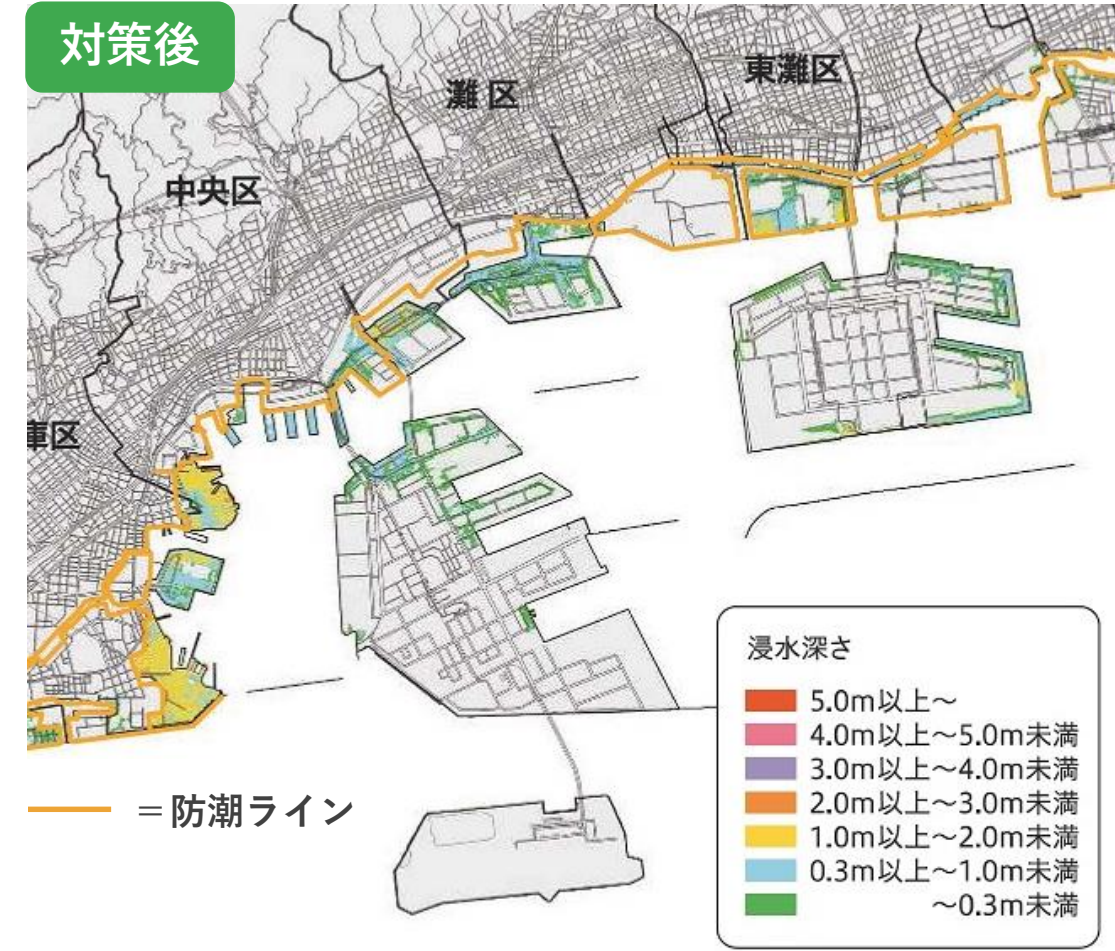 対策後
東灘区
灘区
中央区
庫区
浸水深さ
5.0m以上～
4.0m以上～5.0m未満
3.0m以上～4.0m未満
2.0m以上～3.0m未満
1.0m以上～2.0m未満
0.3m以上～1.0m未満
～0.3m未満
＝防潮ライン